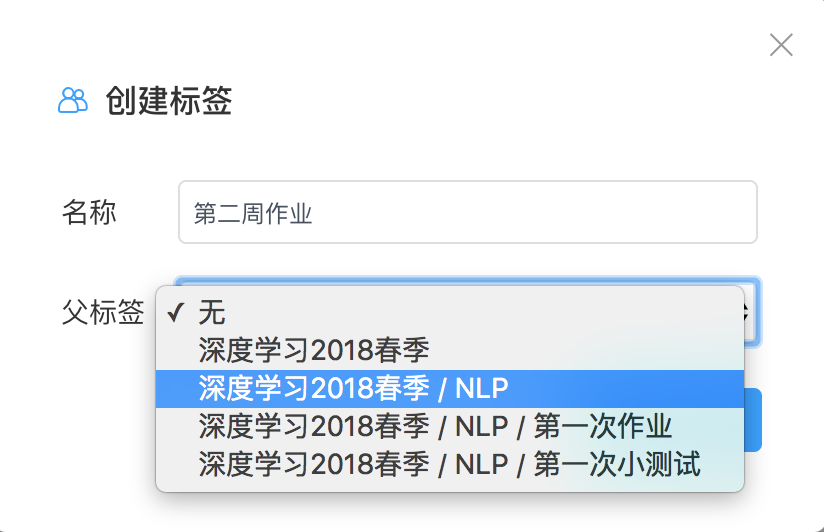 创建标签
名称
第二周作业
父标签
✓ 无
深度学习2018春季
深度学习2018春季 / NLP
深度学习2018春季 / NLP / 第一次作业
深度学习2018春季 / NLP / 第一次小测试